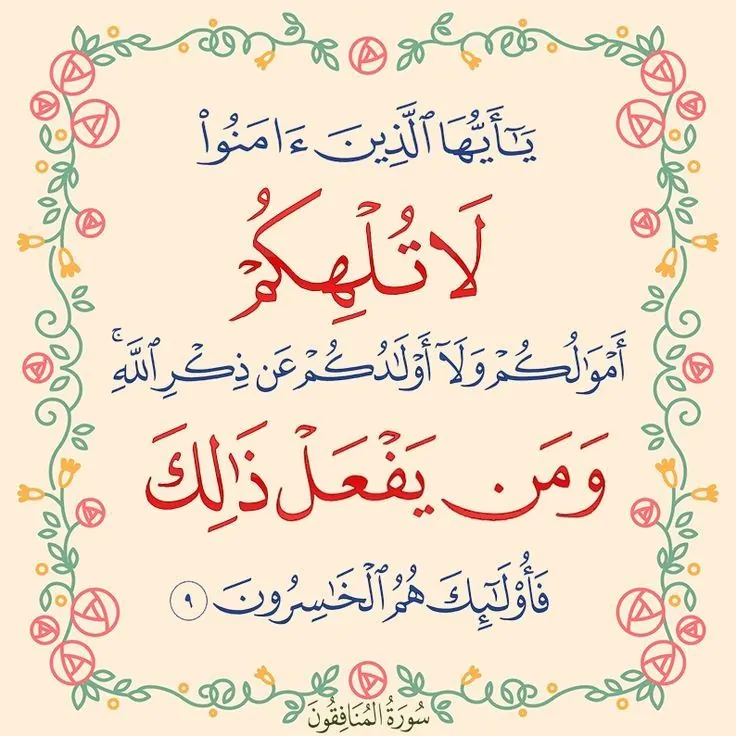 يَـٰٓأَيُّهَا ٱلَّذِينَ ءَامَنُوا۟
لَا تُلْهِكُمْ
أَمْوَٰلُكُمْ وَلَآ أَوْلَـٰدُكُمْ عَن ذِكْرِ ٱللَّهِ ۚ
وَمَن يَفْعَلْ ذَٰلِكَ
فَأُو۟لَـٰٓئِكَ هُمُ ٱلْخَـٰسِرُونَ ٩
سُورَةُ المُنَافِقُونَ